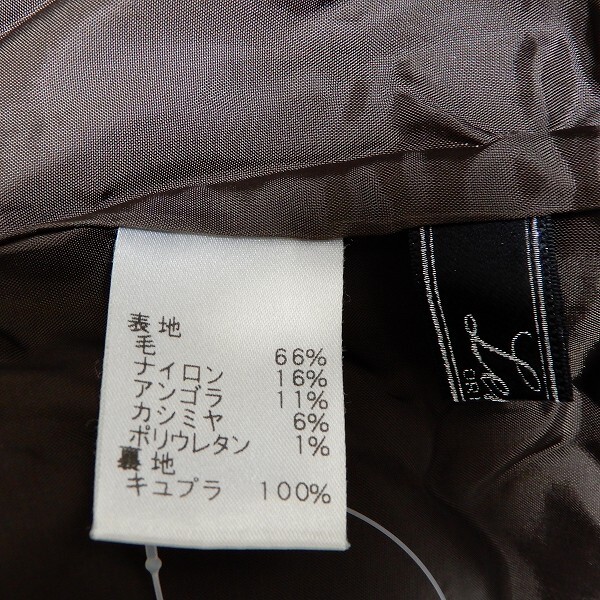 表地
毛 66%
ナイロン 16%
アンゴラ 11%
カシミヤ 6%
ポリウレタン 1%
裏地
キュプラ 100%